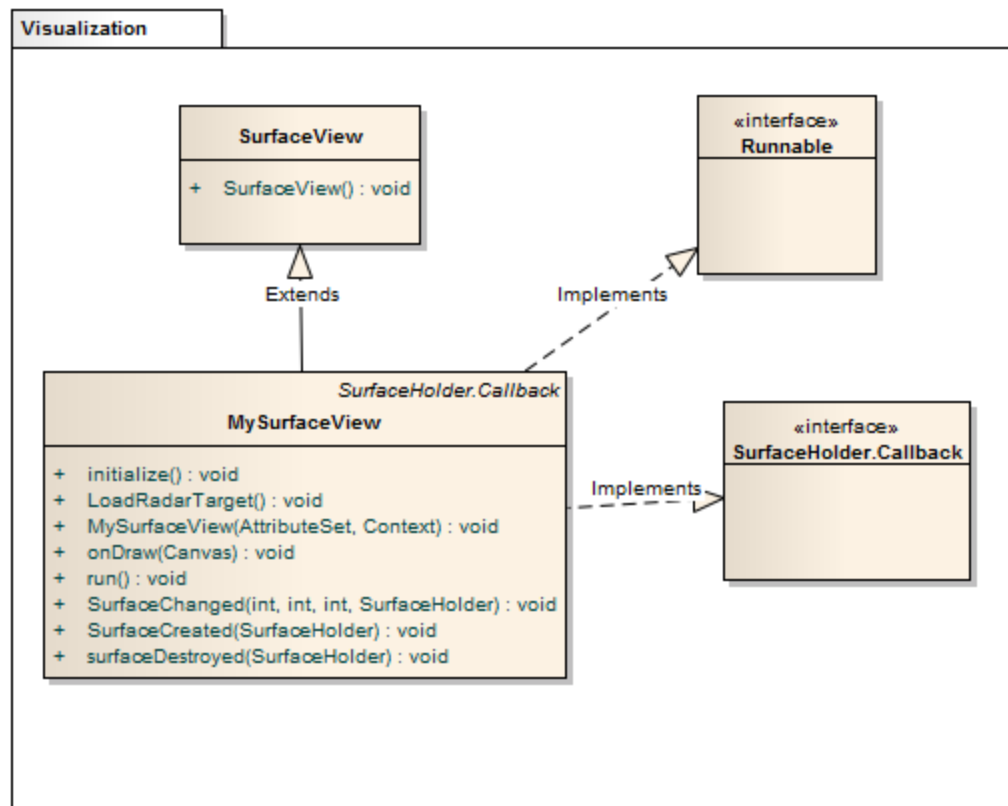 Visualization
SurfaceView
+ SurfaceView() : void
«interface»
Runnable
Extends
Implements
SurfaceHolder.Callback
MySurfaceView
+ initialize() : void
+ LoadRadarTarget() : void
+ MySurfaceView(AttributeSet, Context) : void
+ onDraw(Canvas) : void
+ run() : void
+ SurfaceChanged(int, int, int, SurfaceHolder) : void
+ SurfaceCreated(SurfaceHolder) : void
+ surfaceDestroyed(SurfaceHolder) : void
Implements
«interface»
SurfaceHolder.Callback